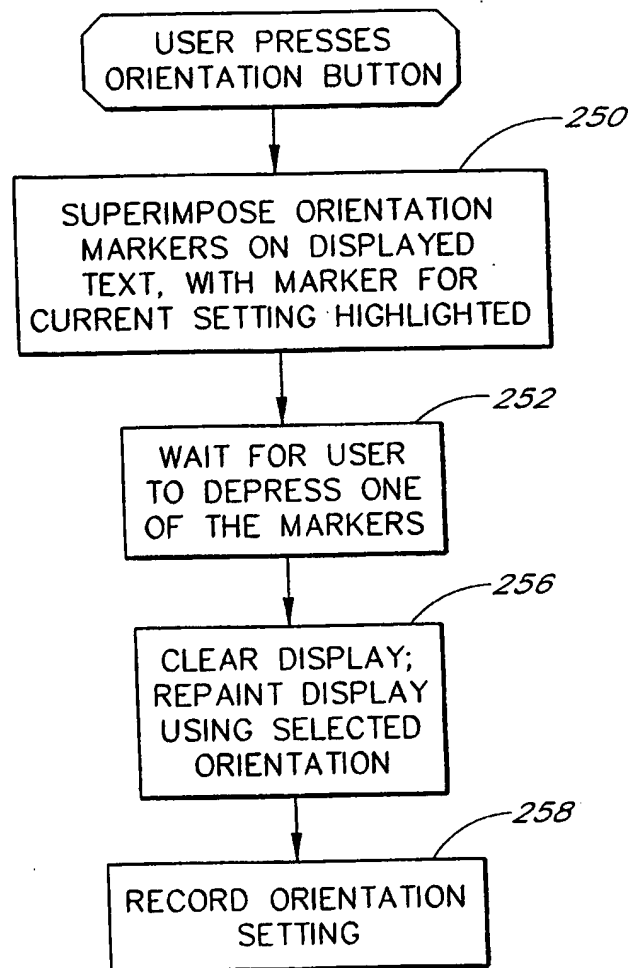 USER PRESSES
ORIENTATION BUTTON
250
SUPERIMPOSE ORIENTATION
MARKERS ON DISPLAYED
TEXT, WITH MARKER FOR
CURRENT SETTING HIGHLIGHTED
252
WAIT FOR USER
TO DEPRESS ONE
OF THE MARKERS
256
CLEAR DISPLAY;
REPAINT DISPLAY
USING SELECTED
ORIENTATION
258
RECORD ORIENTATION
SETTING